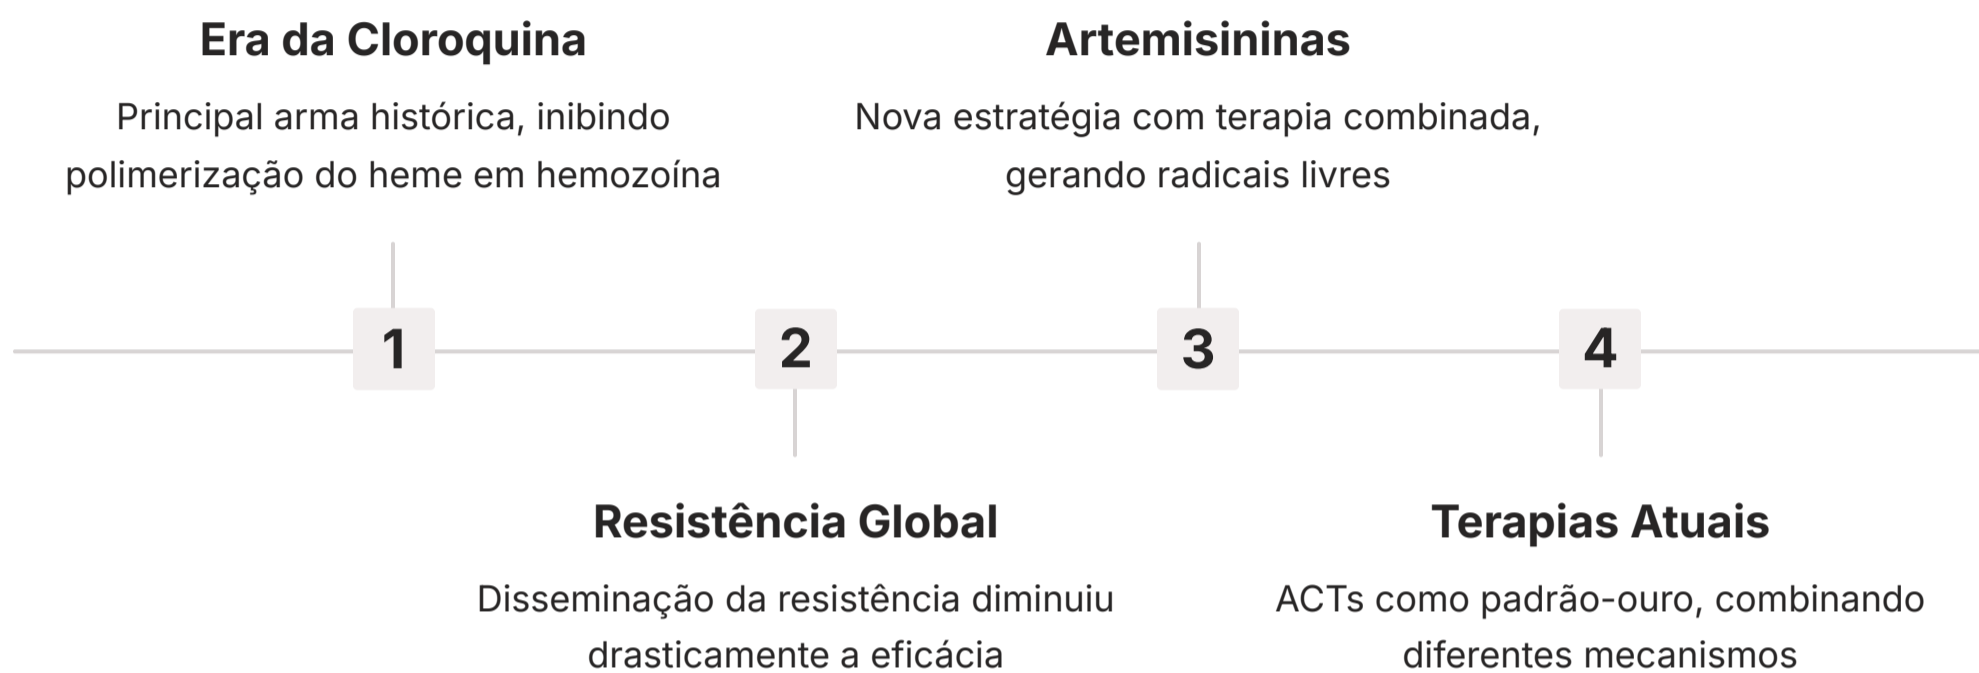 Era da Cloroquina
Principal arma histórica, inibindo
polimerização do heme em hemozoína
1
2
Resistência Global
Disseminação da resistência diminuiu
drasticamente a eficácia
Artemisininas
Nova estratégia com terapia combinada,
gerando radicais livres
3
4
Terapias Atuais
ACTs como padrão-ouro, combinando
diferentes mecanismos